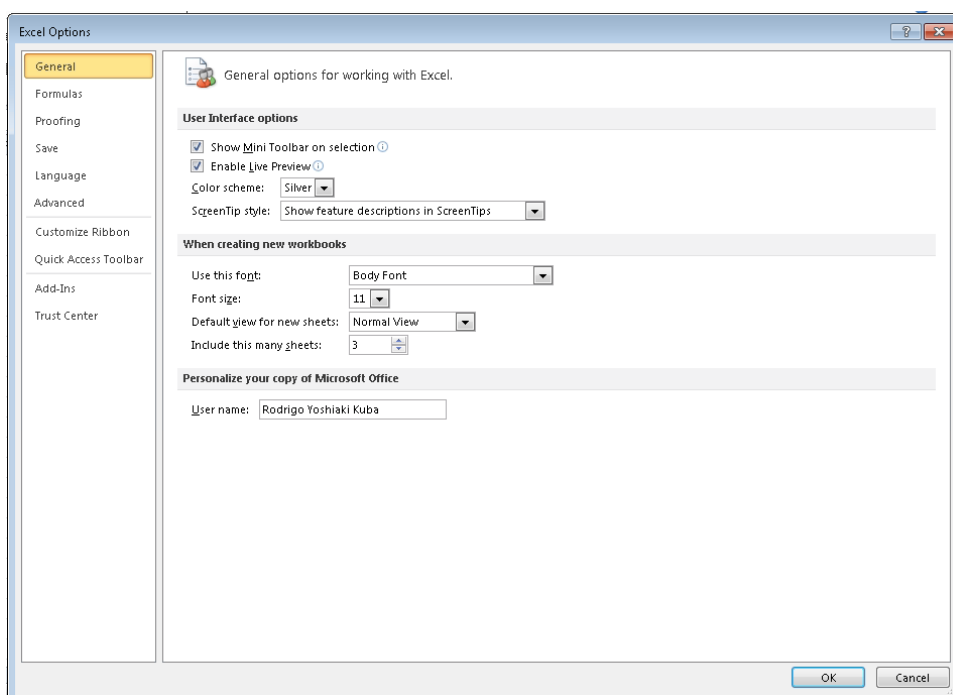 Excel Options
General
Formulas
Proofing
Save
Language
Advanced
Customize Ribbon
Quick Access Toolbar
Add-Ins
Trust Center
General options for working with Excel.
User Interface options
Show Mini Toolbar on selection
Enable Live Preview
Color scheme: Silver
ScreenTip style: Show feature descriptions in ScreenTips
When creating new workbooks
Use this font: Body Font
Font size: 11
Default view for new sheets: Normal View
Include this many sheets: 3
Personalize your copy of Microsoft Office
User name: Rodrigo Yoshiaki Kuba
OK Cancel